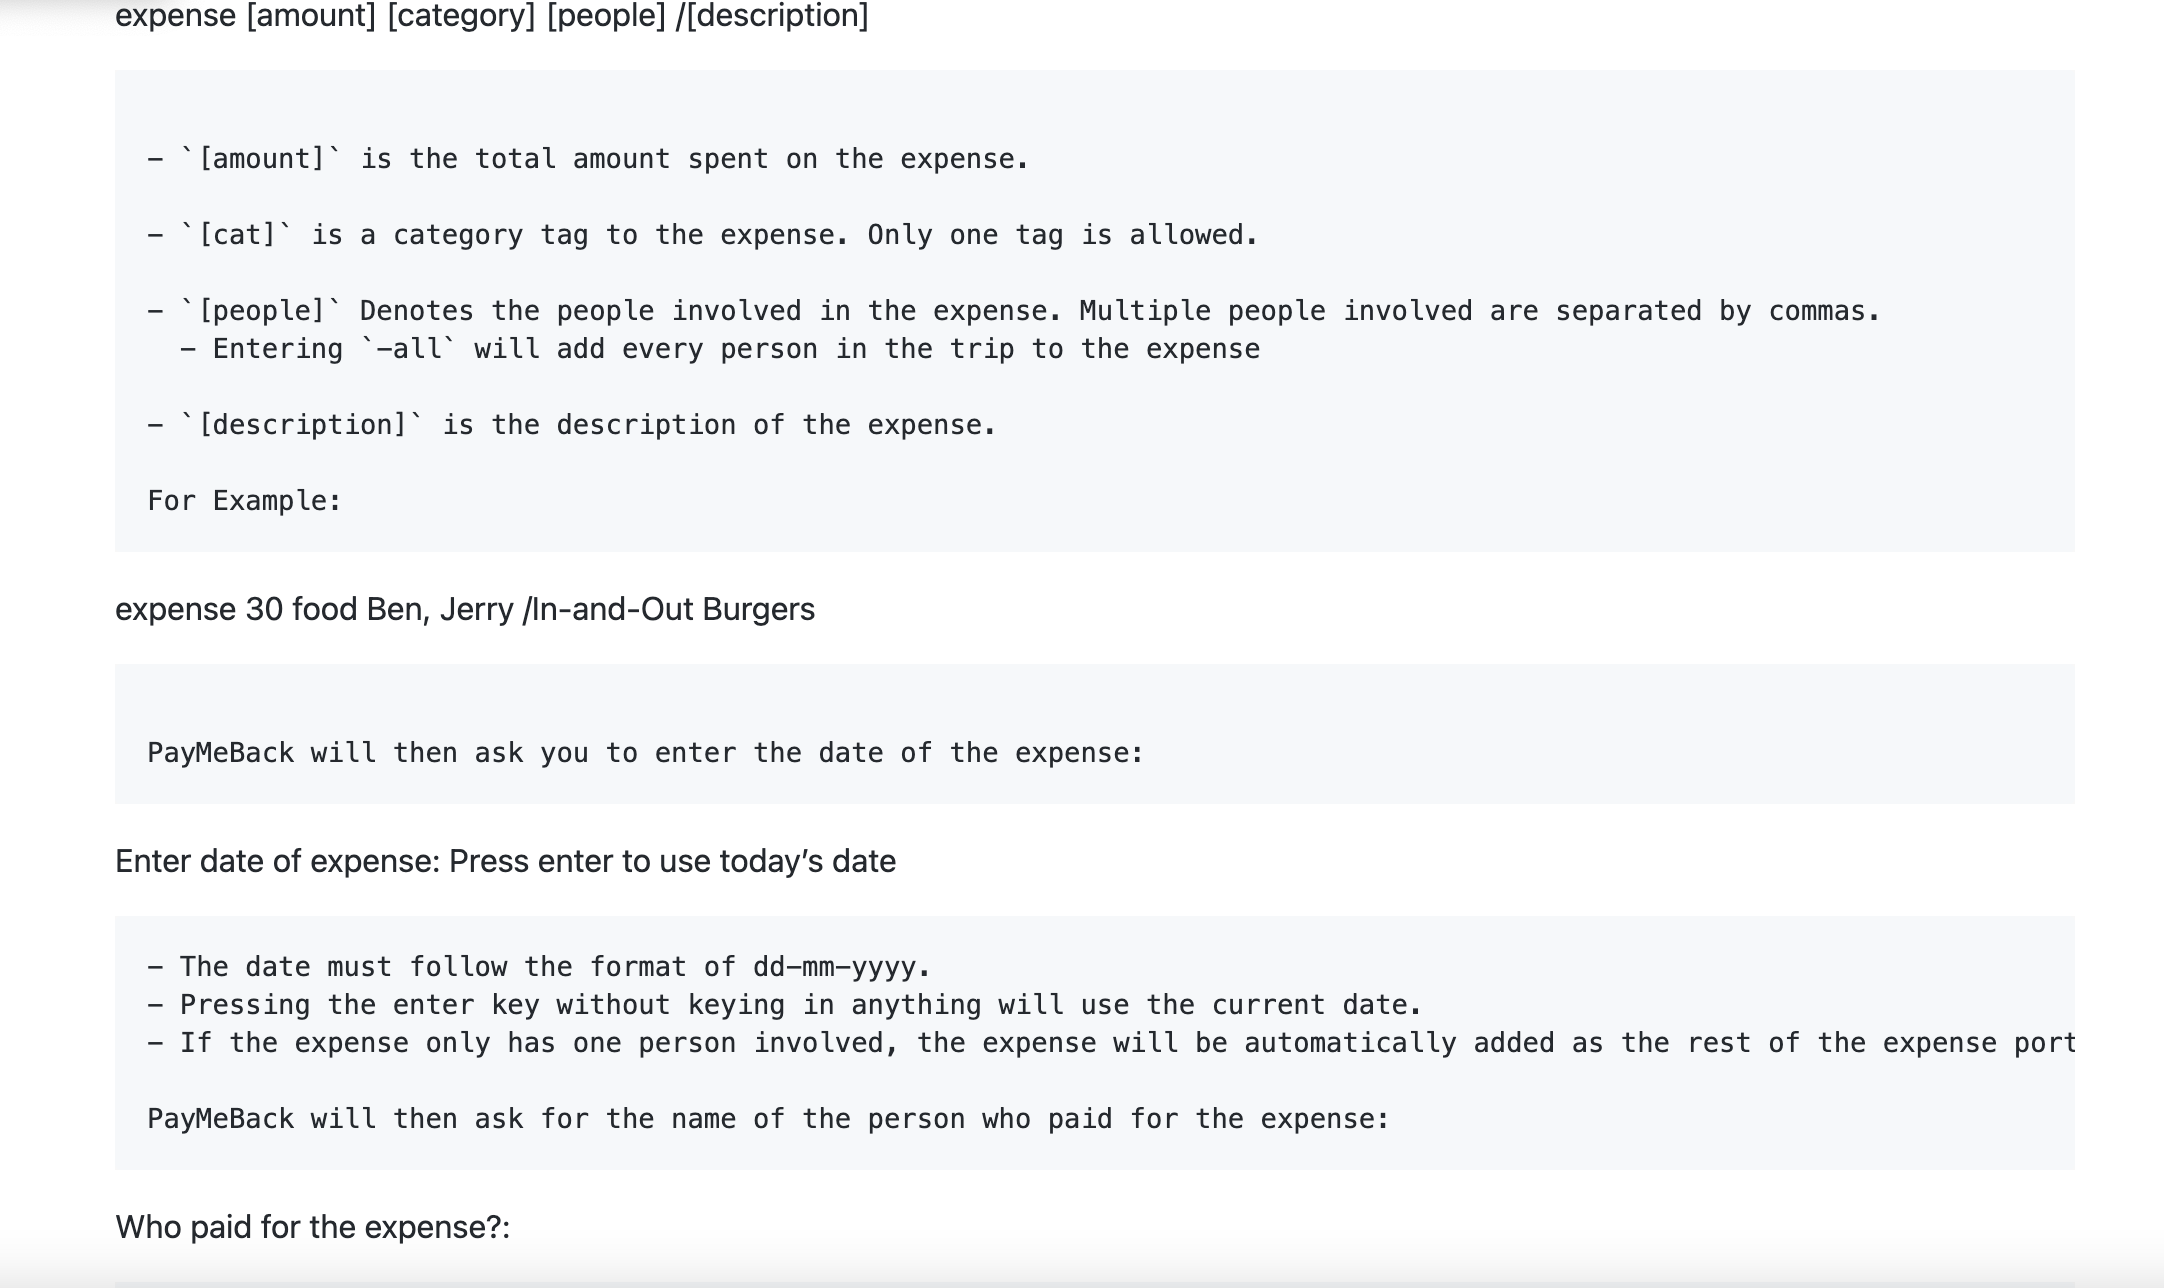 expense [amount] [category] [people] /[description]
- `[amount]` is the total amount spent on the expense.
- `[cat]` is a category tag to the expense. Only one tag is allowed.
- `[people]` Denotes the people involved in the expense. Multiple people involved are separated by commas.
- Entering `-all` will add every person in the trip to the expense
- `[description]` is the description of the expense.
For Example:
expense 30 food Ben, Jerry /In-and-Out Burgers
PayMeBack will then ask you to enter the date of the expense:
Enter date of expense: Press enter to use today’s date
- The date must follow the format of dd-mm-yyyy.
- Pressing the enter key without keying in anything will use the current date.
- If the expense only has one person involved, the expense will be automatically added as the rest of the expense port
PayMeBack will then ask for the name of the person who paid for the expense:
Who paid for the expense?: